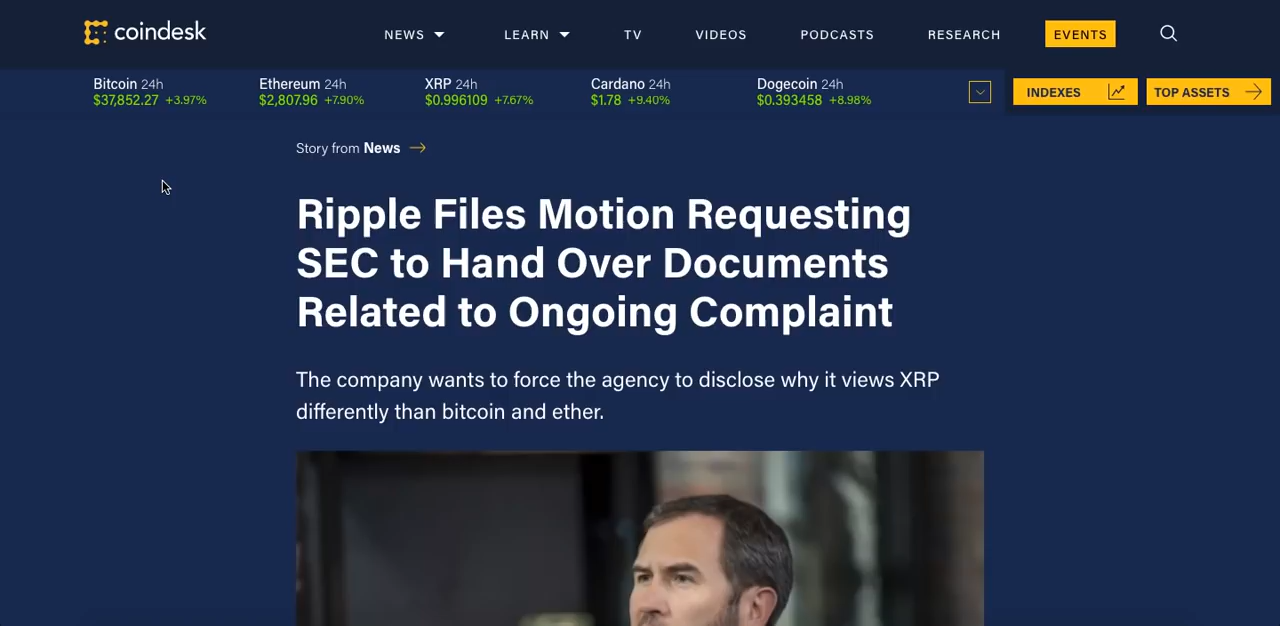 coindesk
NEWS LEARN TV VIDEOS PODCASTS RESEARCH EVENTS
Bitcoin 24h Ethereum 24h XRP 24h Cardano 24h Dogecoin 24h
$37,852.27 +3.97% $2,807.96 +7.90% $0.996109 +7.67% $1.78 +9.40% $0.393458 +8.98%
INDEXES TOP ASSETS
Story from News
Ripple Files Motion Requesting
SEC to Hand Over Documents
Related to Ongoing Complaint
The company wants to force the agency to disclose why it views XRP
differently than bitcoin and ether.